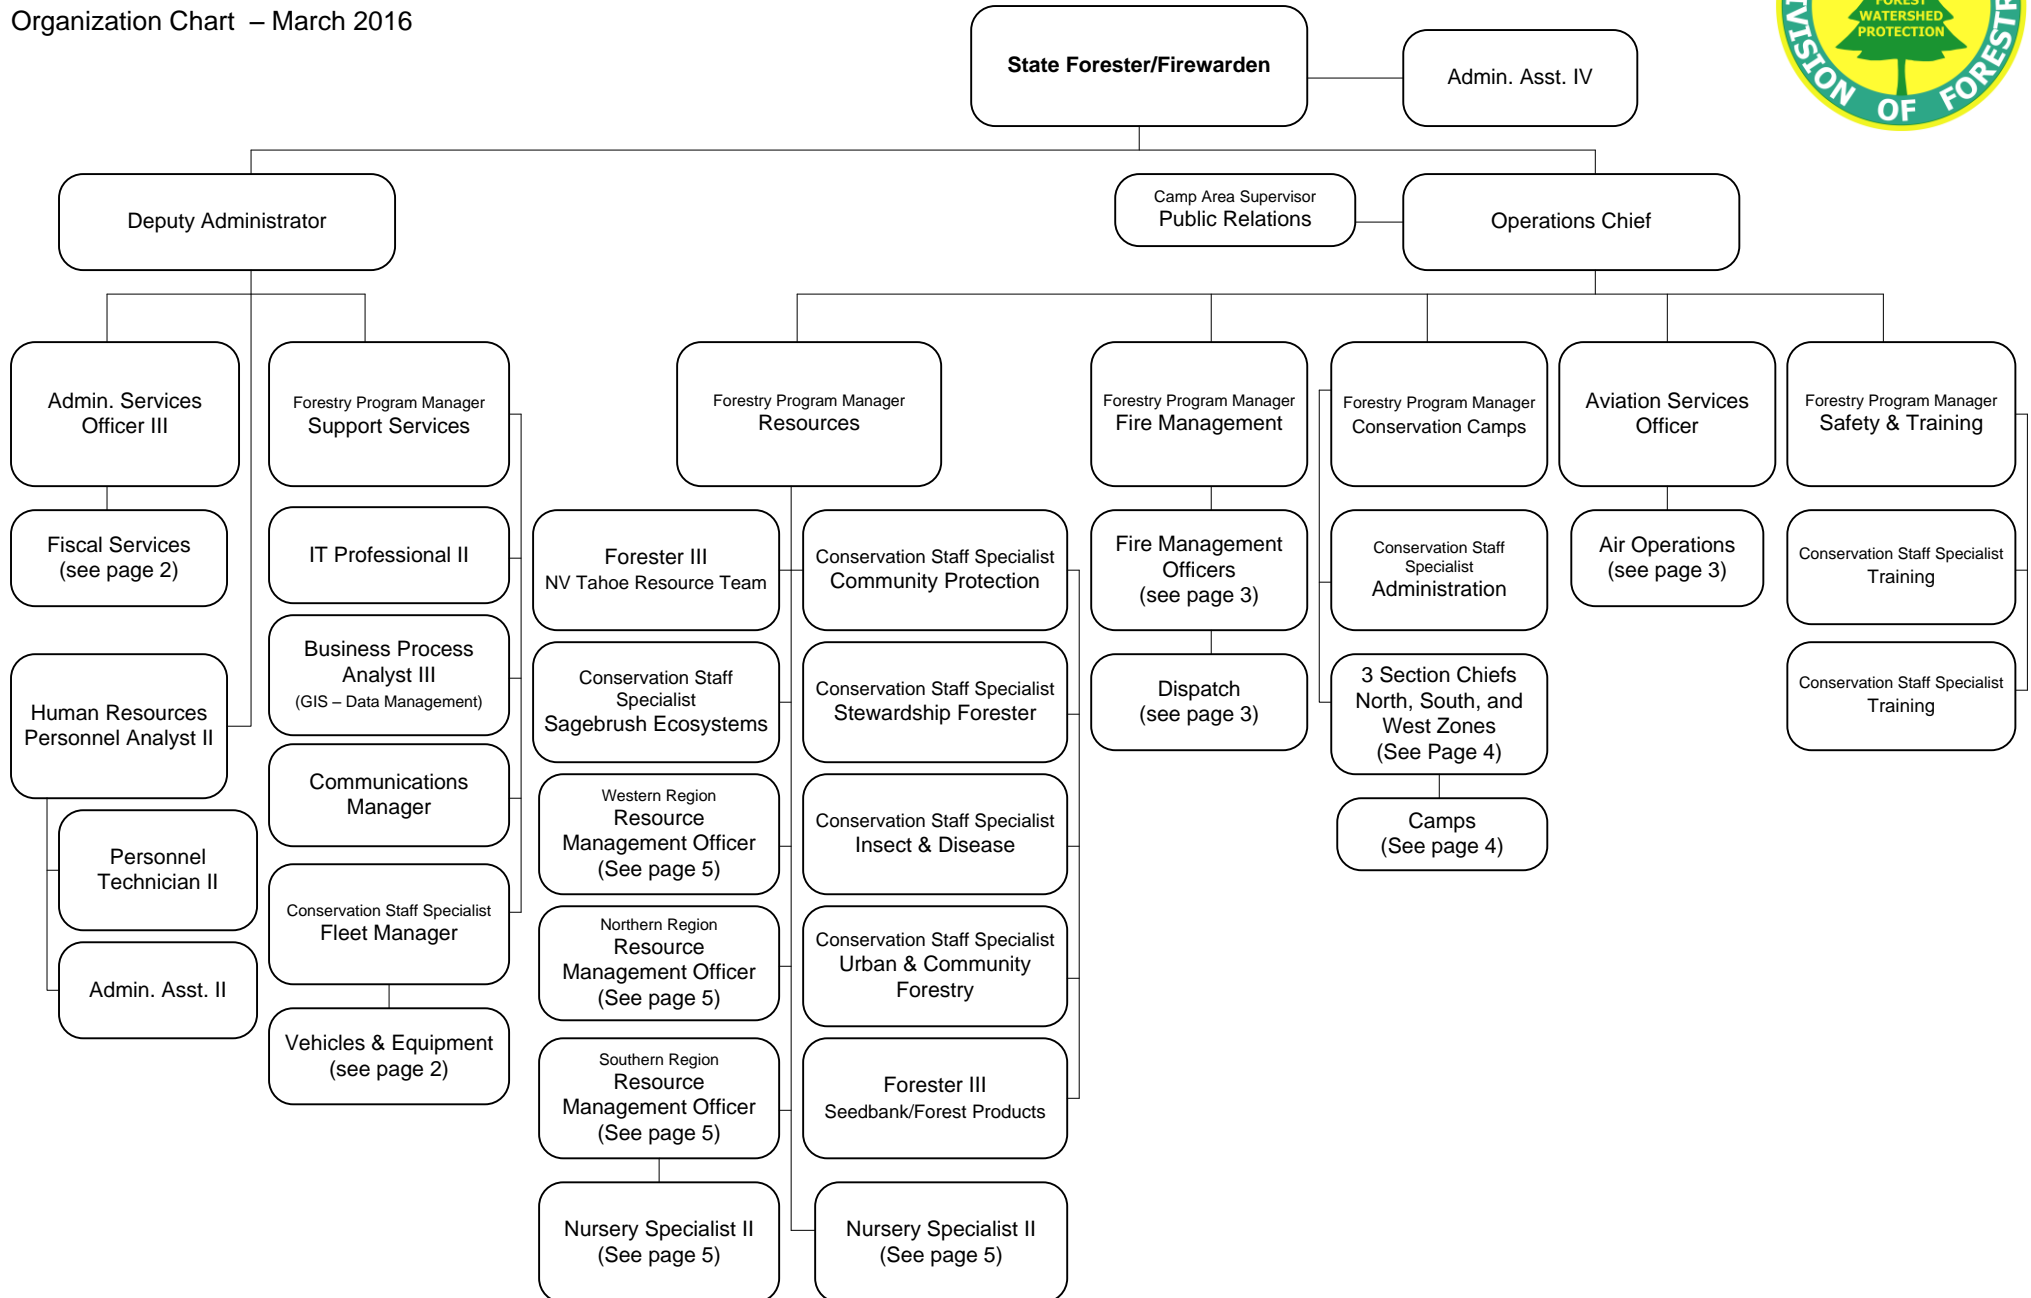 Organization Chart – March 2016
FOREST
WATERSHED
PROTECTION
DIVISION OF FORESTRY
State Forester/Firewarden
Admin. Asst. IV
Deputy Administrator
Camp Area Supervisor
Public Relations
Operations Chief
Admin. Services
Officer III
Forestry Program Manager
Support Services
Forestry Program Manager
Resources
Forestry Program Manager
Fire Management
Forestry Program Manager
Conservation Camps
Aviation Services
Officer
Forestry Program Manager
Safety & Training
Fiscal Services
(see page 2)
IT Professional II
Forester III
NV Tahoe Resource Team
Conservation Staff Specialist
Community Protection
Fire Management
Officers
(see page 3)
Conservation Staff
Specialist
Administration
Air Operations
(see page 3)
Conservation Staff Specialist
Training
Human Resources
Personnel Analyst II
Business Process
Analyst III
(GIS – Data Management)
Conservation Staff
Specialist
Sagebrush Ecosystems
Conservation Staff Specialist
Stewardship Forester
Dispatch
(see page 3)
3 Section Chiefs
North, South, and
West Zones
(See Page 4)
Conservation Staff Specialist
Training
Communications
Manager
Western Region
Resource
Management Officer
(See page 5)
Conservation Staff Specialist
Insect & Disease
Camps
(See page 4)
Personnel
Technician II
Conservation Staff Specialist
Fleet Manager
Northern Region
Resource
Management Officer
(See page 5)
Conservation Staff Specialist
Urban & Community
Forestry
Admin. Asst. II
Vehicles & Equipment
(see page 2)
Southern Region
Resource
Management Officer
(See page 5)
Forester III
Seedbank/Forest Products
Nursery Specialist II
(See page 5)
Nursery Specialist II
(See page 5)